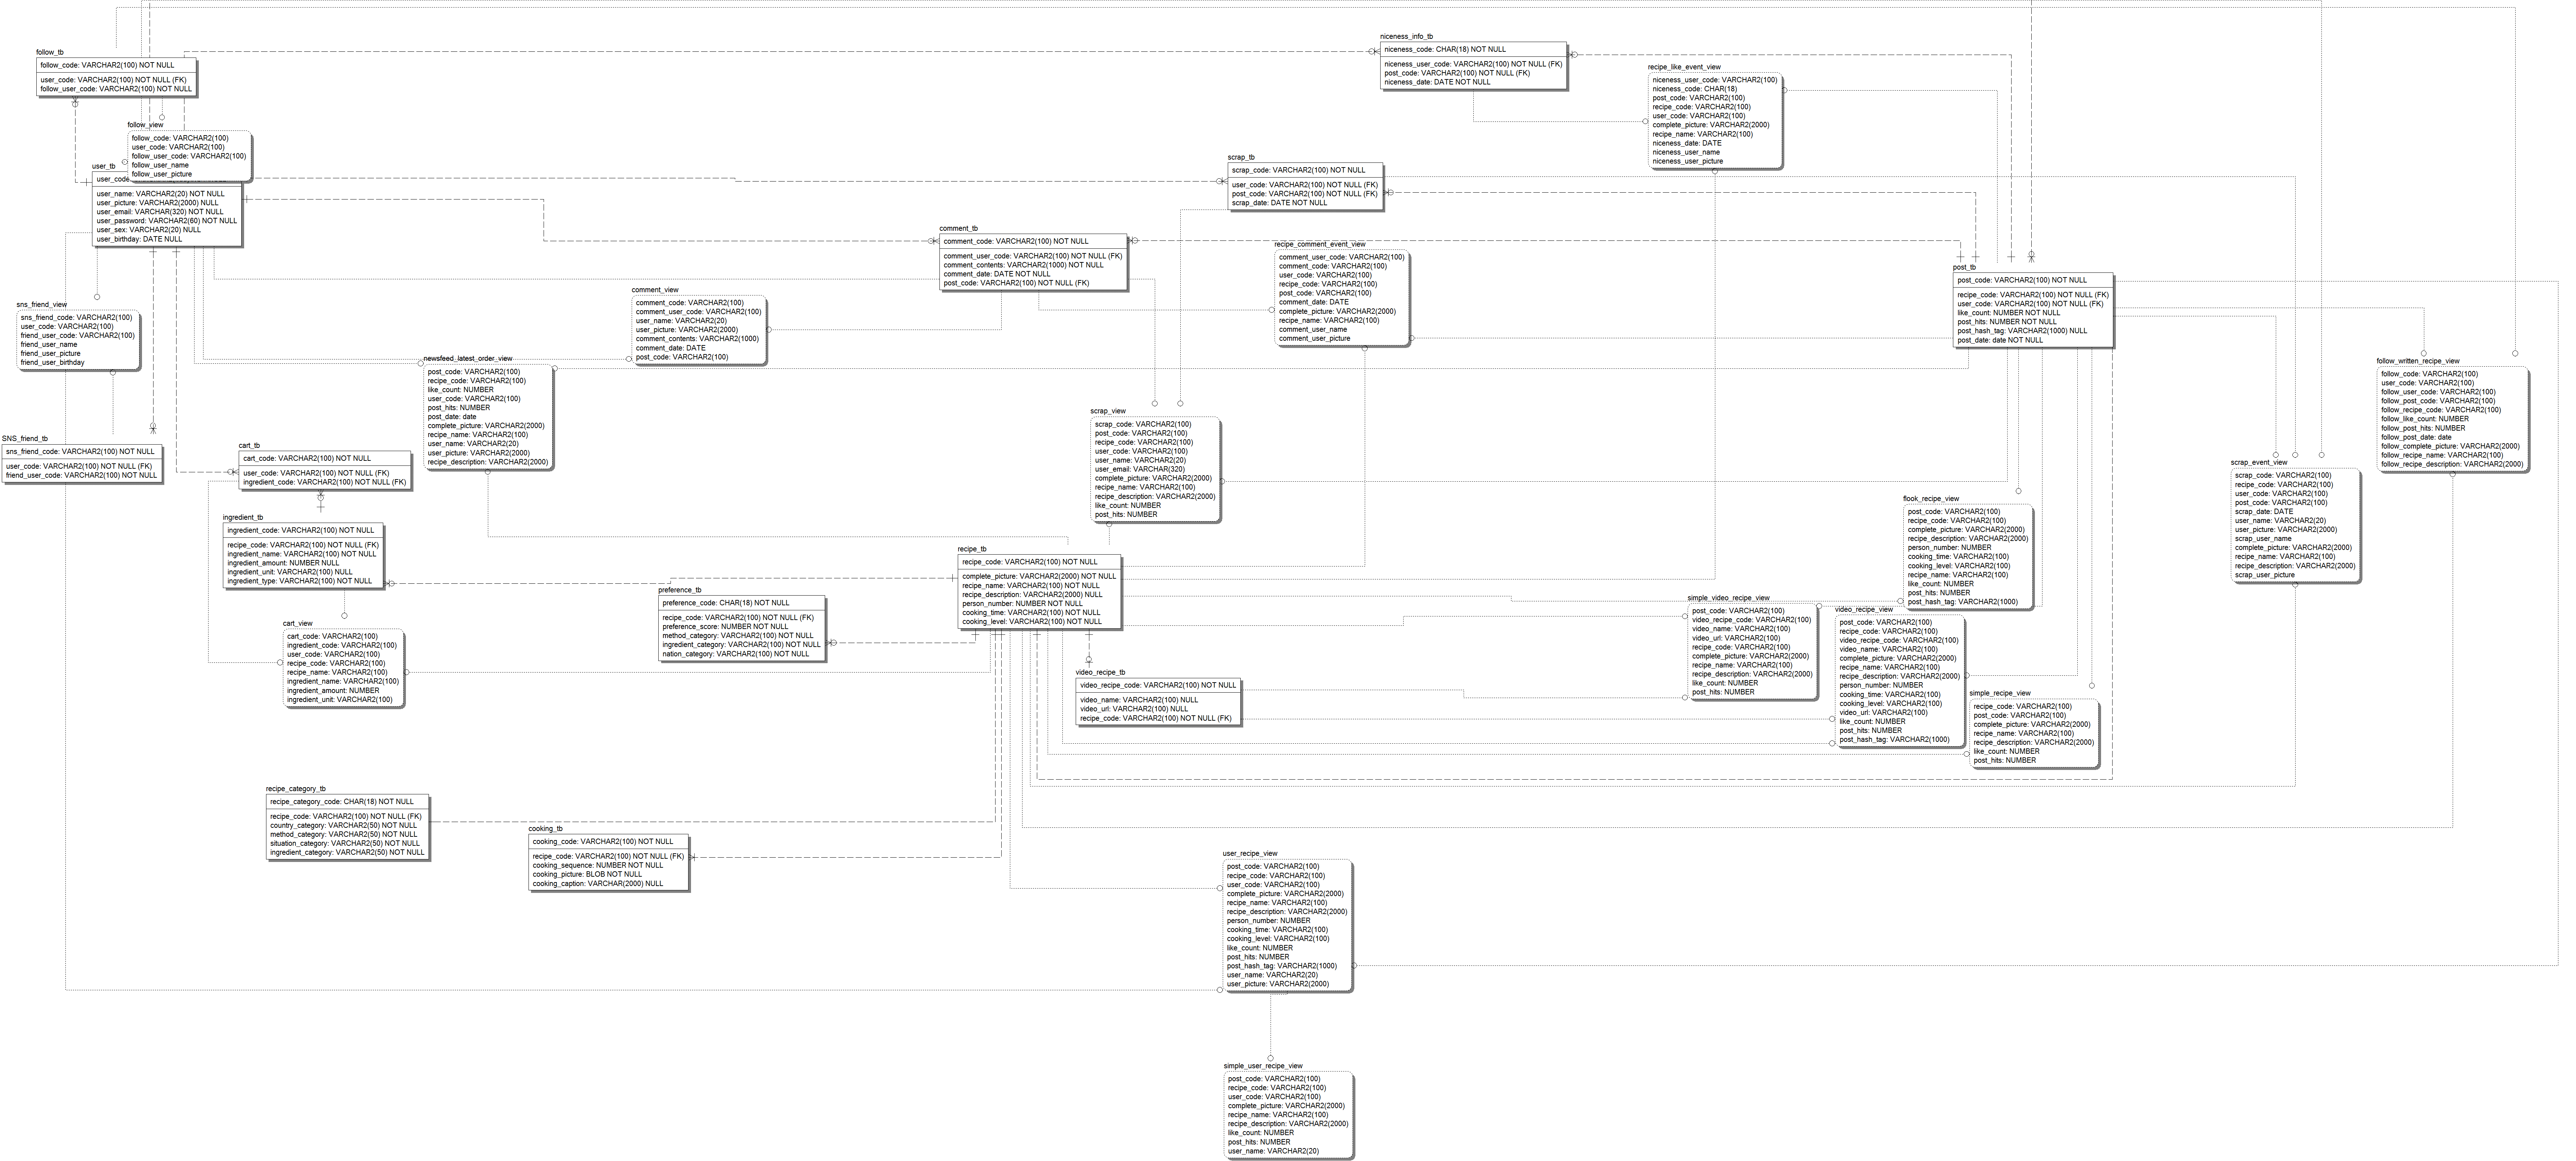 follow_tb
follow_code: VARCHAR2(100) NOT NULL
user_code: VARCHAR2(100) NOT NULL (FK)
follow_user_code: VARCHAR2(100) NOT NULL
niceness_info_tb
niceness_code: CHAR(18) NOT NULL
niceness_user_code: VARCHAR2(100) NOT NULL (FK)
post_code: VARCHAR2(100) NOT NULL (FK)
niceness_date: DATE NOT NULL
recipe_like_event_view
niceness_user_code: VARCHAR2(100)
niceness_code: CHAR(18)
post_code: VARCHAR2(100)
recipe_code: VARCHAR2(100)
user_code: VARCHAR2(100)
complete_picture: VARCHAR2(2000)
recipe_name: VARCHAR2(100)
niceness_date: DATE
niceness_user_name
niceness_user_picture
follow_view
follow_code: VARCHAR2(100)
user_code: VARCHAR2(100)
follow_user_code: VARCHAR2(100)
follow_user_name
follow_user_picture
user_tb
user_code
user_name: VARCHAR2(20) NOT NULL
user_picture: VARCHAR2(2000) NULL
user_email: VARCHAR(320) NOT NULL
user_password: VARCHAR2(60) NOT NULL
user_sex: VARCHAR2(20) NULL
user_birthday: DATE NULL
scrap_tb
scrap_code: VARCHAR2(100) NOT NULL
user_code: VARCHAR2(100) NOT NULL (FK)
post_code: VARCHAR2(100) NOT NULL (FK)
scrap_date: DATE NOT NULL
comment_tb
comment_code: VARCHAR2(100) NOT NULL
comment_user_code: VARCHAR2(100) NOT NULL (FK)
comment_contents: VARCHAR2(1000) NOT NULL
comment_date: DATE NOT NULL
post_code: VARCHAR2(100) NOT NULL (FK)
recipe_comment_event_view
comment_user_code: VARCHAR2(100)
comment_code: VARCHAR2(100)
user_code: VARCHAR2(100)
recipe_code: VARCHAR2(100)
post_code: VARCHAR2(100)
comment_date: DATE
complete_picture: VARCHAR2(2000)
recipe_name: VARCHAR2(100)
comment_user_name
comment_user_picture
post_tb
post_code: VARCHAR2(100) NOT NULL
recipe_code: VARCHAR2(100) NOT NULL (FK)
user_code: VARCHAR2(100) NOT NULL (FK)
like_count: NUMBER NOT NULL
post_hits: NUMBER NOT NULL
post_hash_tag: VARCHAR2(1000) NULL
post_date: date NOT NULL
comment_view
comment_code: VARCHAR2(100)
comment_user_code: VARCHAR2(100)
user_name: VARCHAR2(20)
user_picture: VARCHAR2(2000)
comment_contents: VARCHAR2(1000)
comment_date: DATE
post_code: VARCHAR2(100)
sns_friend_view
sns_friend_code: VARCHAR2(100)
user_code: VARCHAR2(100)
friend_user_code: VARCHAR2(100)
friend_user_name
friend_user_picture
friend_user_birthday
newsfeed_latest_order_view
post_code: VARCHAR2(100)
recipe_code: VARCHAR2(100)
like_count: NUMBER
user_code: VARCHAR2(100)
post_hits: NUMBER
post_date: date
complete_picture: VARCHAR2(2000)
recipe_name: VARCHAR2(100)
user_name: VARCHAR2(20)
user_picture: VARCHAR2(2000)
recipe_description: VARCHAR2(2000)
follow_written_recipe_view
follow_code: VARCHAR2(100)
user_code: VARCHAR2(100)
follow_user_code: VARCHAR2(100)
follow_post_code: VARCHAR2(100)
follow_recipe_code: VARCHAR2(100)
follow_like_count: NUMBER
follow_post_hits: NUMBER
follow_post_date: date
follow_complete_picture: VARCHAR2(2000)
follow_recipe_name: VARCHAR2(100)
follow_recipe_description: VARCHAR2(2000)
scrap_view
scrap_code: VARCHAR2(100)
post_code: VARCHAR2(100)
recipe_code: VARCHAR2(100)
user_code: VARCHAR2(100)
user_name: VARCHAR2(20)
user_email: VARCHAR(320)
complete_picture: VARCHAR2(2000)
recipe_name: VARCHAR2(100)
recipe_description: VARCHAR2(2000)
like_count: NUMBER
post_hits: NUMBER
SNS_friend_tb
sns_friend_code: VARCHAR2(100) NOT NULL
user_code: VARCHAR2(100) NOT NULL (FK)
friend_user_code: VARCHAR2(100) NOT NULL
cart_tb
cart_code: VARCHAR2(100) NOT NULL
user_code: VARCHAR2(100) NOT NULL (FK)
ingredient_code: VARCHAR2(100) NOT NULL (FK)
scrap_event_view
scrap_code: VARCHAR2(100)
recipe_code: VARCHAR2(100)
user_code: VARCHAR2(100)
post_code: VARCHAR2(100)
scrap_date: DATE
user_name: VARCHAR2(20)
user_picture: VARCHAR2(2000)
scrap_user_name
complete_picture: VARCHAR2(2000)
recipe_name: VARCHAR2(100)
recipe_description: VARCHAR2(2000)
scrap_user_picture
flook_recipe_view
post_code: VARCHAR2(100)
recipe_code: VARCHAR2(100)
complete_picture: VARCHAR2(2000)
recipe_description: VARCHAR2(2000)
person_number: NUMBER
cooking_time: VARCHAR2(100)
cooking_level: VARCHAR2(100)
recipe_name: VARCHAR2(100)
like_count: NUMBER
post_hits: NUMBER
post_hash_tag: VARCHAR2(1000)
ingredient_tb
ingredient_code: VARCHAR2(100) NOT NULL
recipe_code: VARCHAR2(100) NOT NULL (FK)
ingredient_name: VARCHAR2(100) NOT NULL
ingredient_amount: NUMBER NULL
ingredient_unit: VARCHAR2(100) NULL
ingredient_type: VARCHAR2(100) NOT NULL
recipe_tb
recipe_code: VARCHAR2(100) NOT NULL
complete_picture: VARCHAR2(2000) NOT NULL
recipe_name: VARCHAR2(100) NOT NULL
recipe_description: VARCHAR2(2000) NULL
person_number: NUMBER NOT NULL
cooking_time: VARCHAR2(100) NOT NULL
cooking_level: VARCHAR2(100) NOT NULL
preference_tb
preference_code: CHAR(18) NOT NULL
recipe_code: VARCHAR2(100) NOT NULL (FK)
preference_score: NUMBER NOT NULL
method_category: VARCHAR2(100) NOT NULL
ingredient_category: VARCHAR2(100) NOT NULL
nation_category: VARCHAR2(100) NOT NULL
simple_video_recipe_view
post_code: VARCHAR2(100)
video_recipe_code: VARCHAR2(100)
video_name: VARCHAR2(100)
video_url: VARCHAR2(100)
recipe_code: VARCHAR2(100)
complete_picture: VARCHAR2(2000)
recipe_name: VARCHAR2(100)
recipe_description: VARCHAR2(2000)
like_count: NUMBER
post_hits: NUMBER
video_recipe_view
post_code: VARCHAR2(100)
recipe_code: VARCHAR2(100)
video_recipe_code: VARCHAR2(100)
video_name: VARCHAR2(100)
complete_picture: VARCHAR2(2000)
recipe_name: VARCHAR2(100)
recipe_description: VARCHAR2(2000)
person_number: NUMBER
cooking_time: VARCHAR2(100)
cooking_level: VARCHAR2(100)
video_url: VARCHAR2(100)
like_count: NUMBER
post_hits: NUMBER
post_hash_tag: VARCHAR2(1000)
cart_view
cart_code: VARCHAR2(100)
ingredient_code: VARCHAR2(100)
user_code: VARCHAR2(100)
recipe_code: VARCHAR2(100)
recipe_name: VARCHAR2(100)
ingredient_name: VARCHAR2(100)
ingredient_amount: NUMBER
ingredient_unit: VARCHAR2(100)
video_recipe_tb
video_recipe_code: VARCHAR2(100) NOT NULL
video_name: VARCHAR2(100) NULL
video_url: VARCHAR2(100) NULL
recipe_code: VARCHAR2(100) NOT NULL (FK)
simple_recipe_view
recipe_code: VARCHAR2(100)
post_code: VARCHAR2(100)
complete_picture: VARCHAR2(2000)
recipe_name: VARCHAR2(100)
recipe_description: VARCHAR2(2000)
like_count: NUMBER
post_hits: NUMBER
recipe_category_tb
recipe_category_code: CHAR(18) NOT NULL
recipe_code: VARCHAR2(100) NOT NULL (FK)
country_category: VARCHAR2(50) NOT NULL
method_category: VARCHAR2(50) NOT NULL
situation_category: VARCHAR2(50) NOT NULL
ingredient_category: VARCHAR2(50) NOT NULL
cooking_tb
cooking_code: VARCHAR2(100) NOT NULL
recipe_code: VARCHAR2(100) NOT NULL (FK)
cooking_sequence: NUMBER NOT NULL
cooking_picture: BLOB NOT NULL
cooking_caption: VARCHAR(2000) NULL
user_recipe_view
post_code: VARCHAR2(100)
recipe_code: VARCHAR2(100)
user_code: VARCHAR2(100)
complete_picture: VARCHAR2(2000)
recipe_name: VARCHAR2(100)
recipe_description: VARCHAR2(2000)
person_number: NUMBER
cooking_time: VARCHAR2(100)
cooking_level: VARCHAR2(100)
like_count: NUMBER
post_hits: NUMBER
post_hash_tag: VARCHAR2(1000)
user_name: VARCHAR2(20)
user_picture: VARCHAR2(2000)
simple_user_recipe_view
post_code: VARCHAR2(100)
recipe_code: VARCHAR2(100)
user_code: VARCHAR2(100)
complete_picture: VARCHAR2(2000)
recipe_name: VARCHAR2(100)
recipe_description: VARCHAR2(2000)
like_count: NUMBER
post_hits: NUMBER
user_name: VARCHAR2(20)